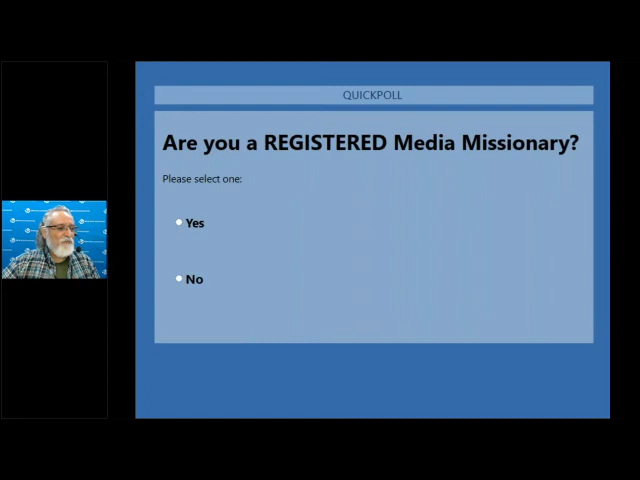 QUICKPOLL
Are you a REGISTERED Media Missionary?
Please select one:
Yes
No